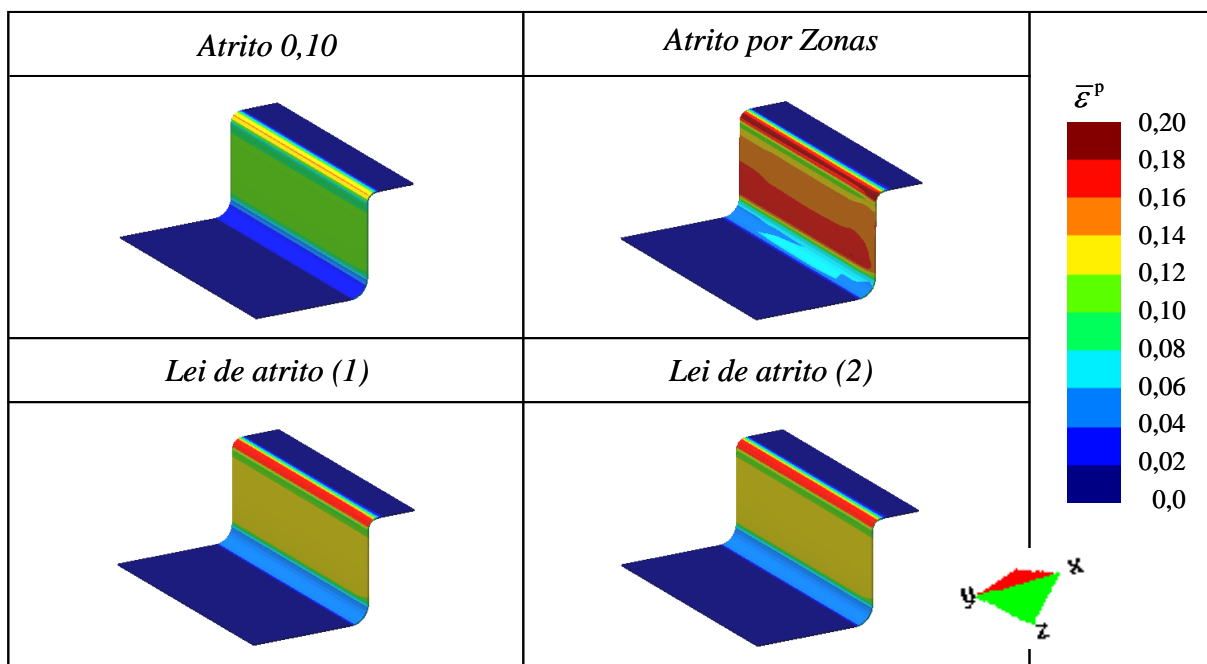 Atrito 0,10
Atrito por Zonas
ε̅ᵖ
0,20
0,18
0,16
0,14
0,12
0,10
0,08
0,06
0,04
0,02
0,0
Lei de atrito (1)
Lei de atrito (2)
x
y
z